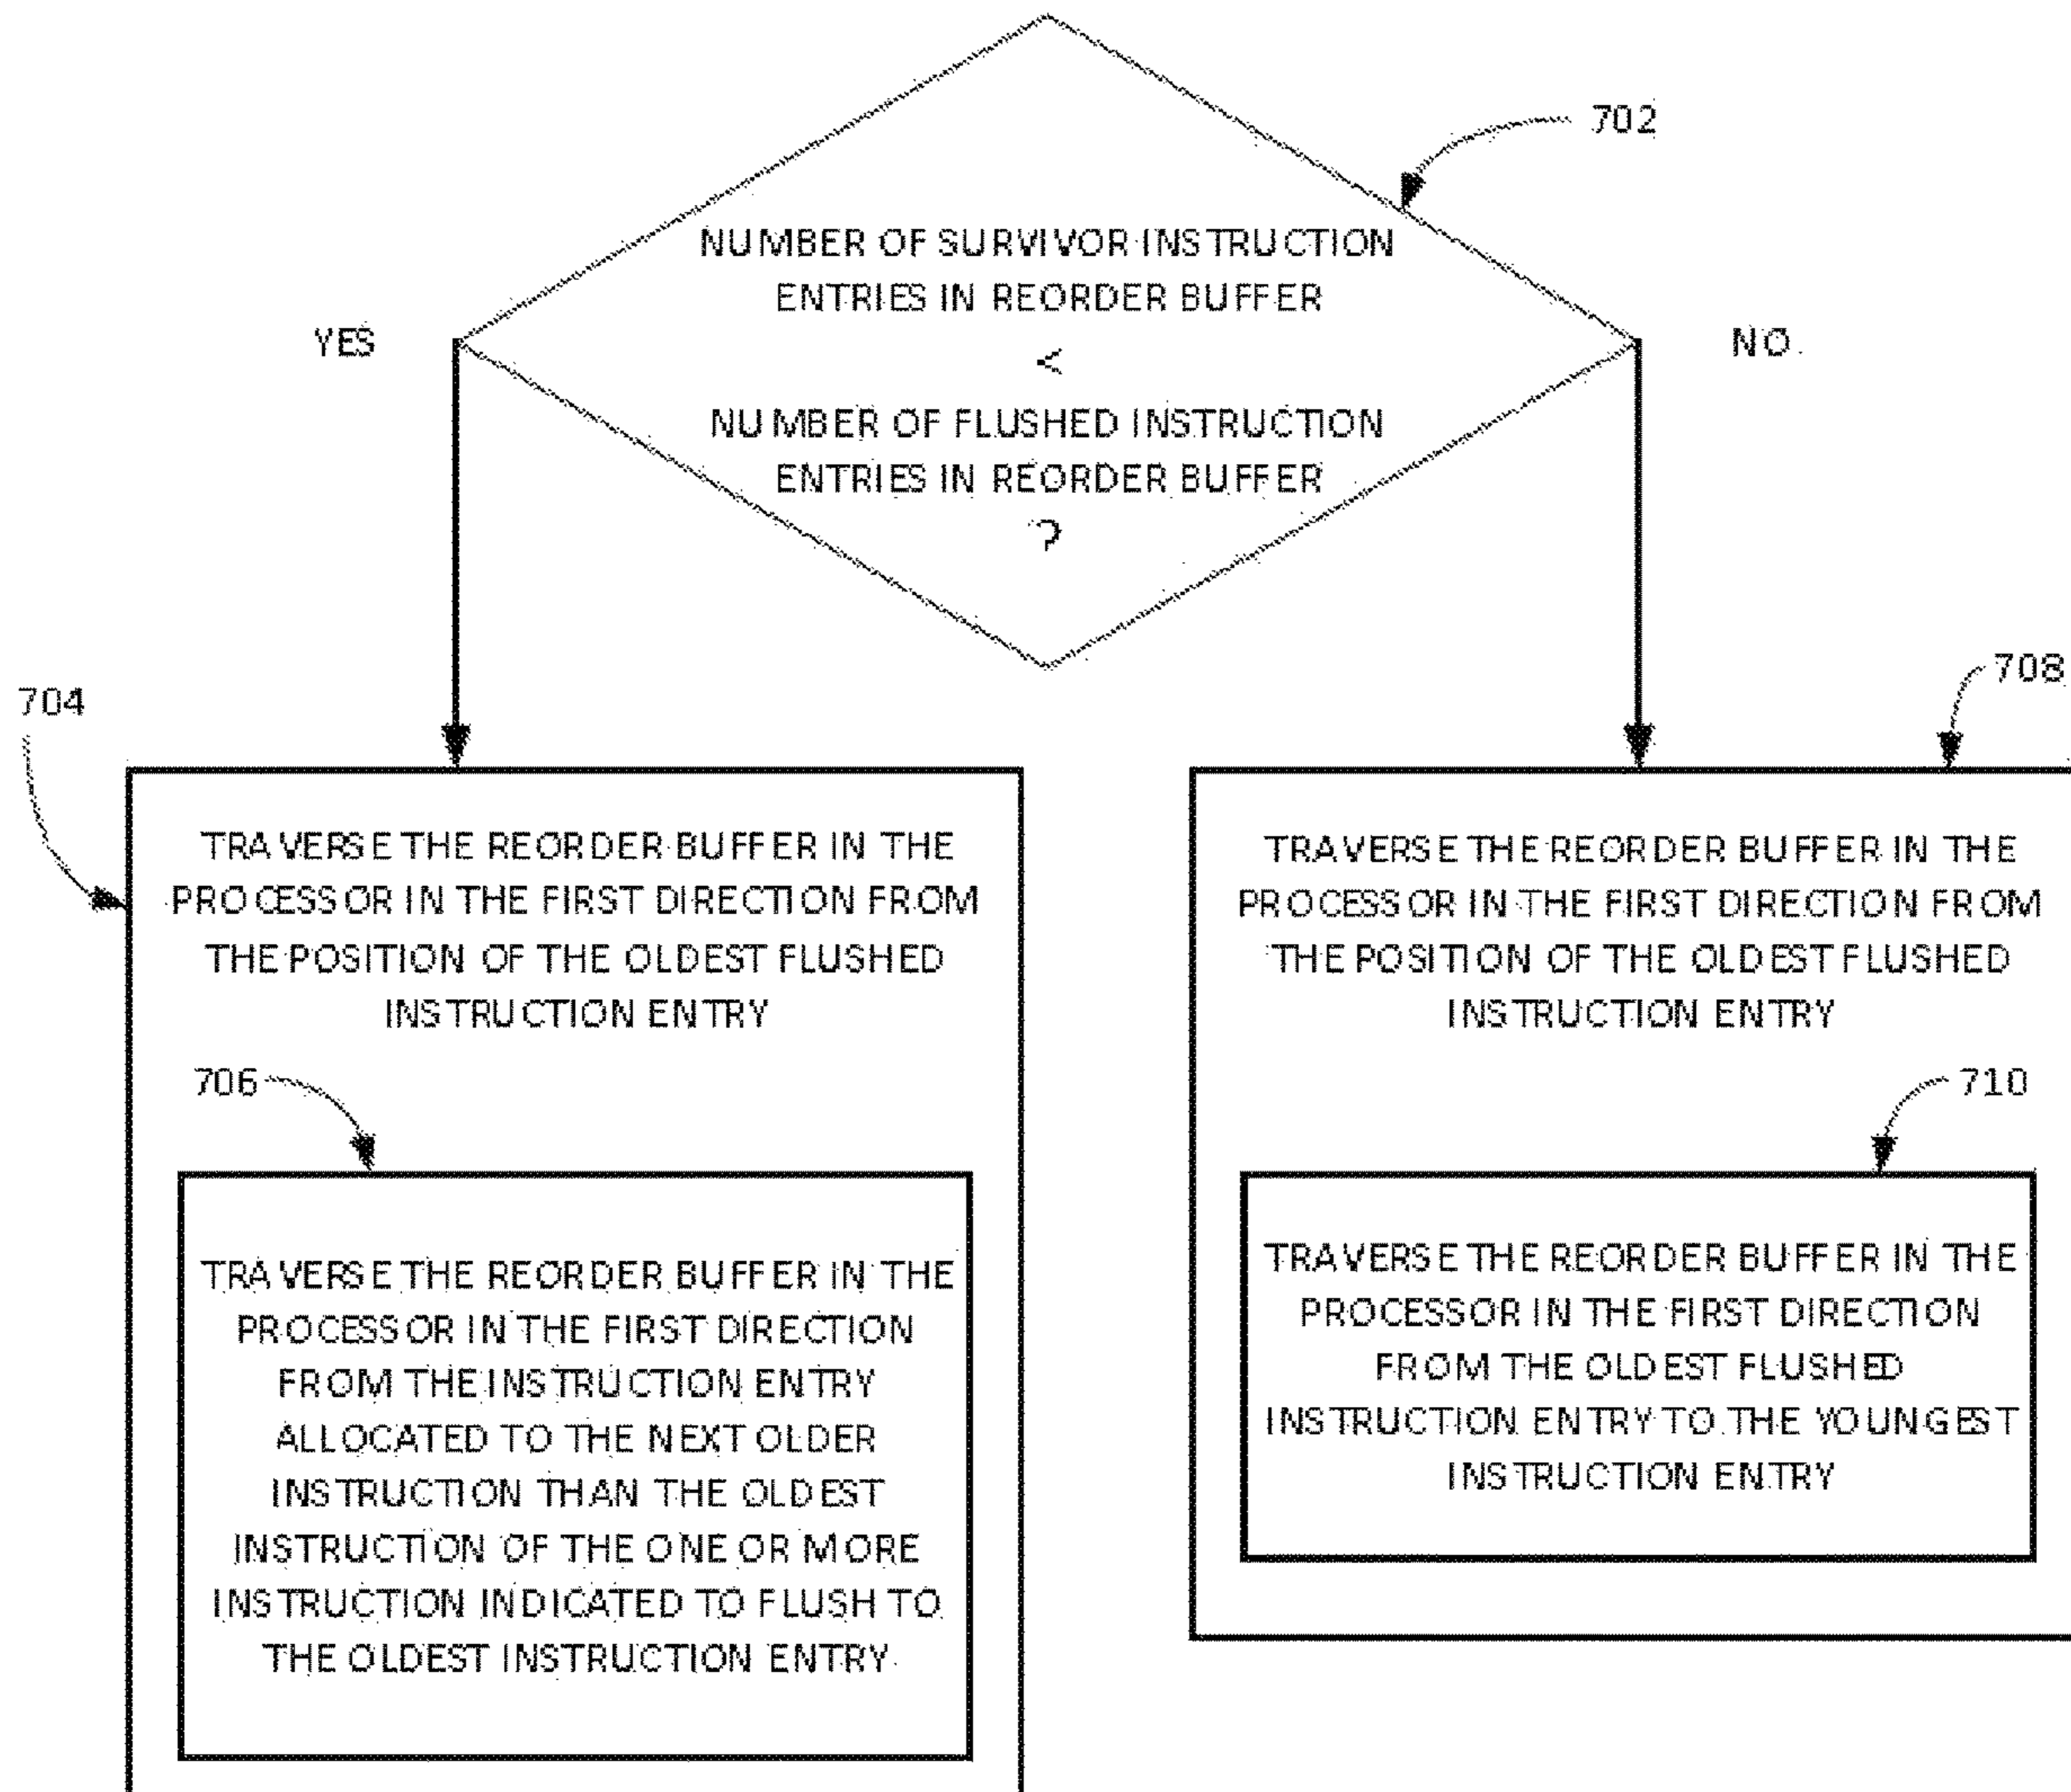 702
NUMBER OF SURVIVOR INSTRUCTION
ENTRIES IN REORDER BUFFER
<
NUMBER OF FLUSHED INSTRUCTION
ENTRIES IN REORDER BUFFER
?
YES
NO
704
TRAVERSE THE REORDER BUFFER IN THE
PROCESSOR IN THE FIRST DIRECTION FROM
THE POSITION OF THE OLDEST FLUSHED
INSTRUCTION ENTRY
706
TRAVERSE THE REORDER BUFFER IN THE
PROCESSOR IN THE FIRST DIRECTION
FROM THE INSTRUCTION ENTRY
ALLOCATED TO THE NEXT OLDER
INSTRUCTION THAN THE OLDEST
INSTRUCTION OF THE ONE OR MORE
INSTRUCTION INDICATED TO FLUSH TO
THE OLDEST INSTRUCTION ENTRY
708
TRAVERSE THE REORDER BUFFER IN THE
PROCESSOR IN THE FIRST DIRECTION FROM
THE POSITION OF THE OLDEST FLUSHED
INSTRUCTION ENTRY
710
TRAVERSE THE REORDER BUFFER IN THE
PROCESSOR IN THE FIRST DIRECTION
FROM THE OLDEST FLUSHED
INSTRUCTION ENTRY TO THE YOUNGEST
INSTRUCTION ENTRY